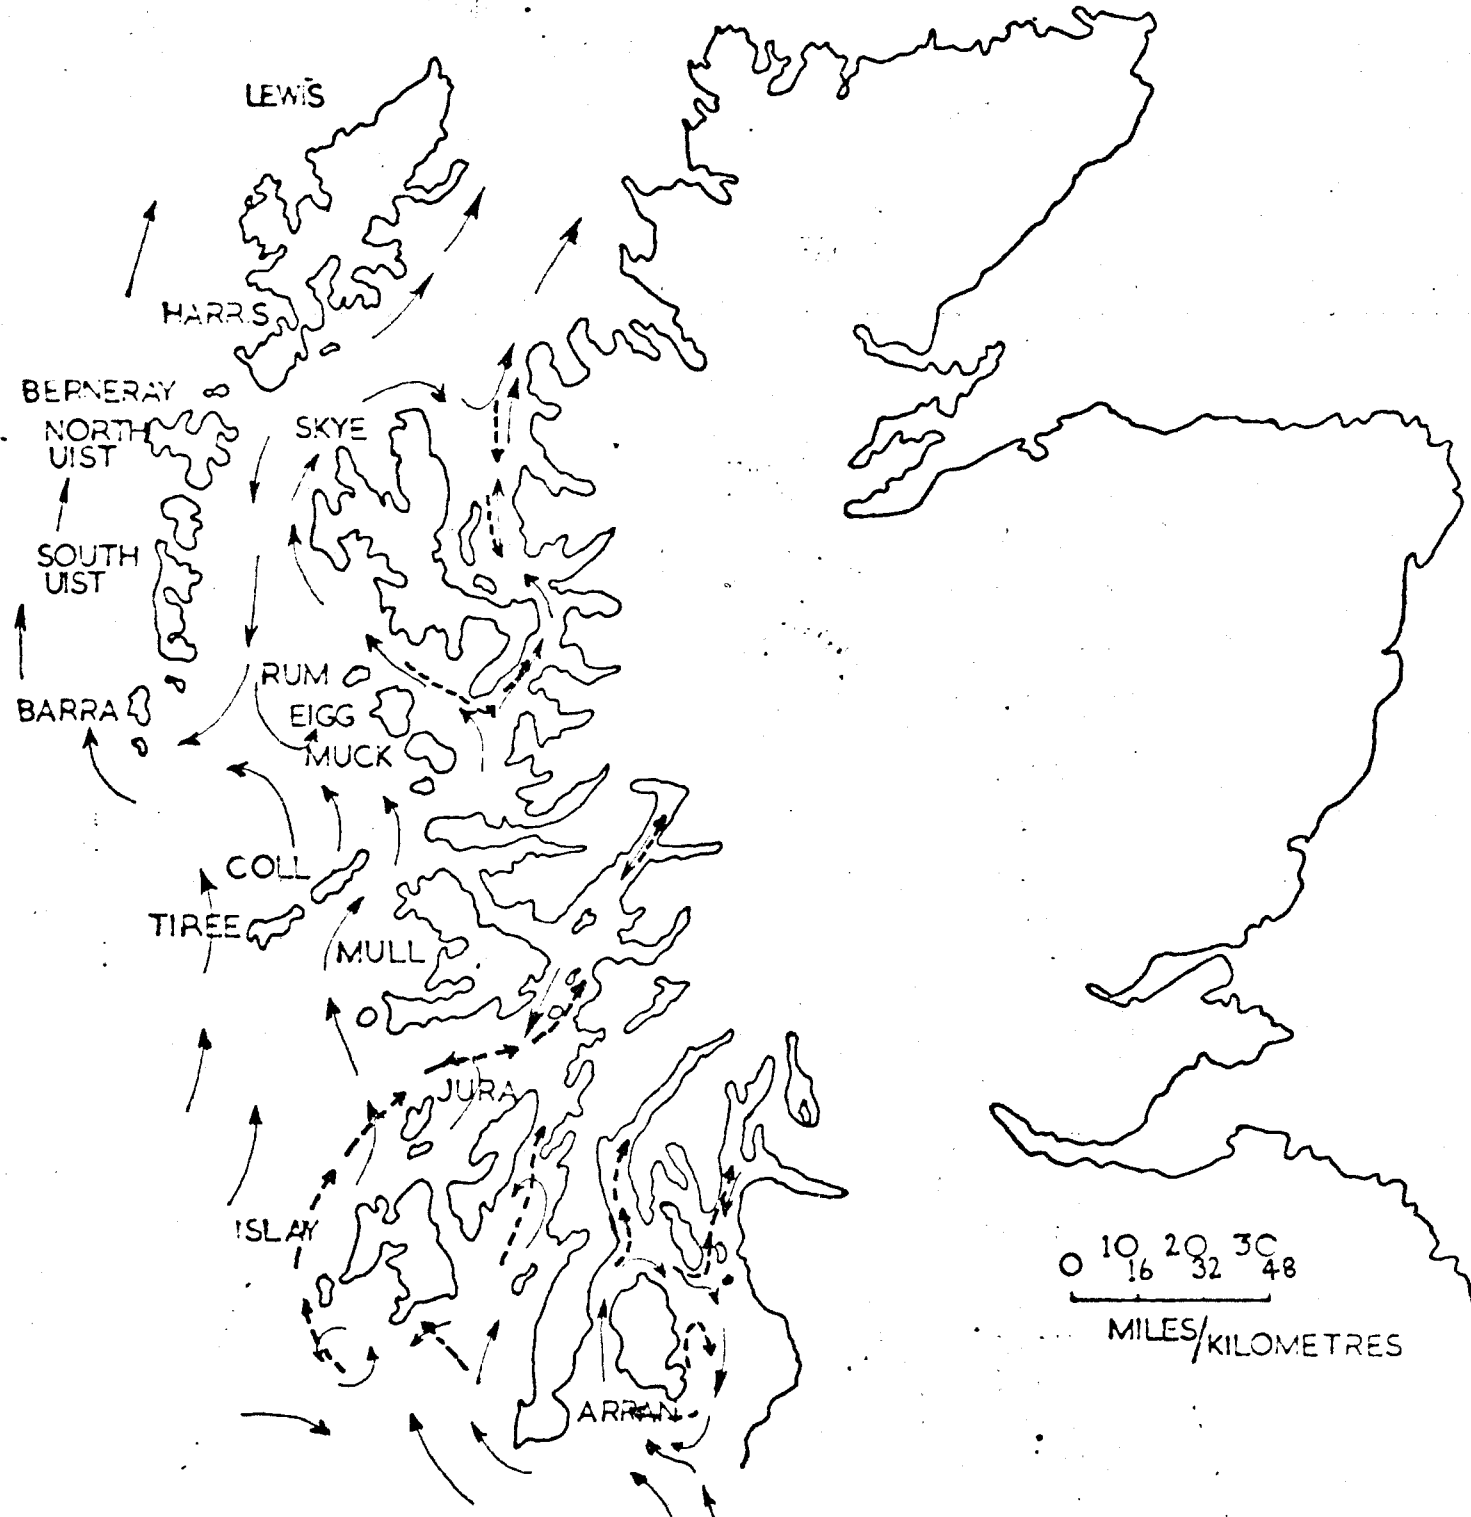 LEWIS
HARRIS
BERNERAY
NORTH
UIST
SKYE
SOUTH
UIST
RUM
BARRA
EIGG
MUCK
COLL
TIREE
MULL
JURA
ISLAY
ARRAN
0 10 20 30
16 32 48
MILES/KILOMETRES